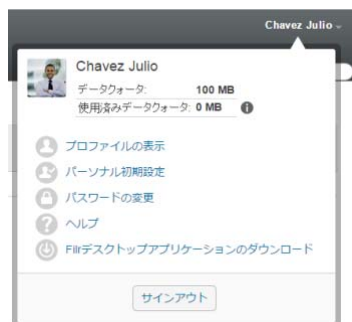 Chavez Julio
Chavez Julio
データクォータ: 100 MB
使用済みデータクォータ: 0 MB
プロファイルの表示
パーソナル初期設定
パスワードの変更
ヘルプ
Filrデスクトップアプリケーションのダウンロード
サインアウト